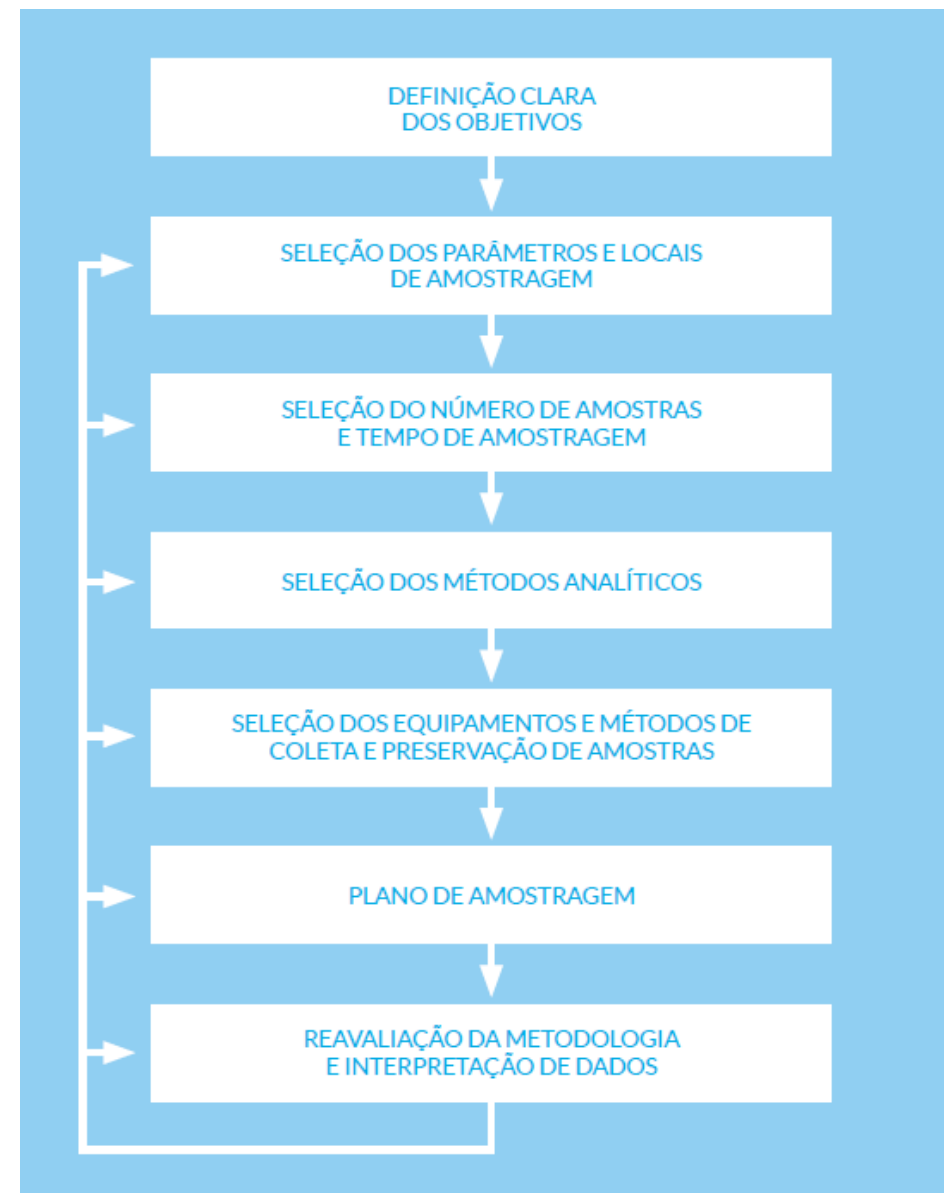 DEFINIÇÃO CLARA
DOS OBJETIVOS
SELEÇÃO DOS PARÂMETROS E LOCAIS
DE AMOSTRAGEM
SELEÇÃO DO NÚMERO DE AMOSTRAS
E TEMPO DE AMOSTRAGEM
SELEÇÃO DOS MÉTODOS ANALÍTICOS
SELEÇÃO DOS EQUIPAMENTOS E MÉTODOS DE
COLETA E PRESERVAÇÃO DE AMOSTRAS
PLANO DE AMOSTRAGEM
REAVALIAÇÃO DA METODOLOGIA
E INTERPRETAÇÃO DE DADOS